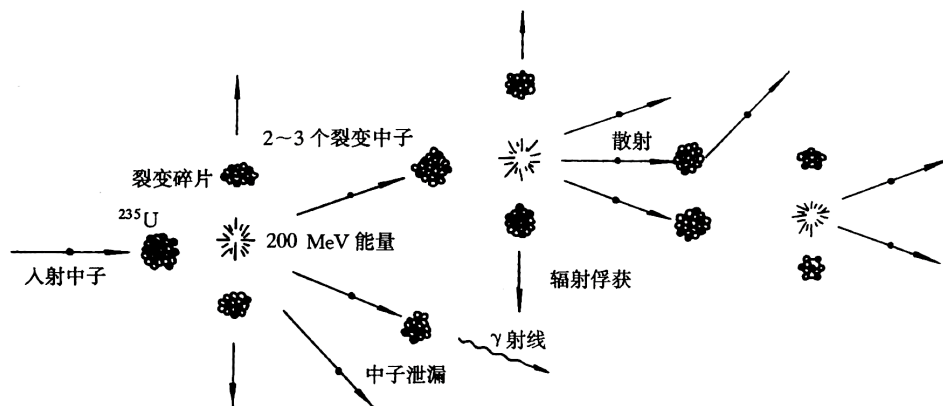 2～3 个裂变中子
散射
裂变碎片
²³⁵U
200 MeV 能量
入射中子
辐射俘获
γ 射线
中子泄漏